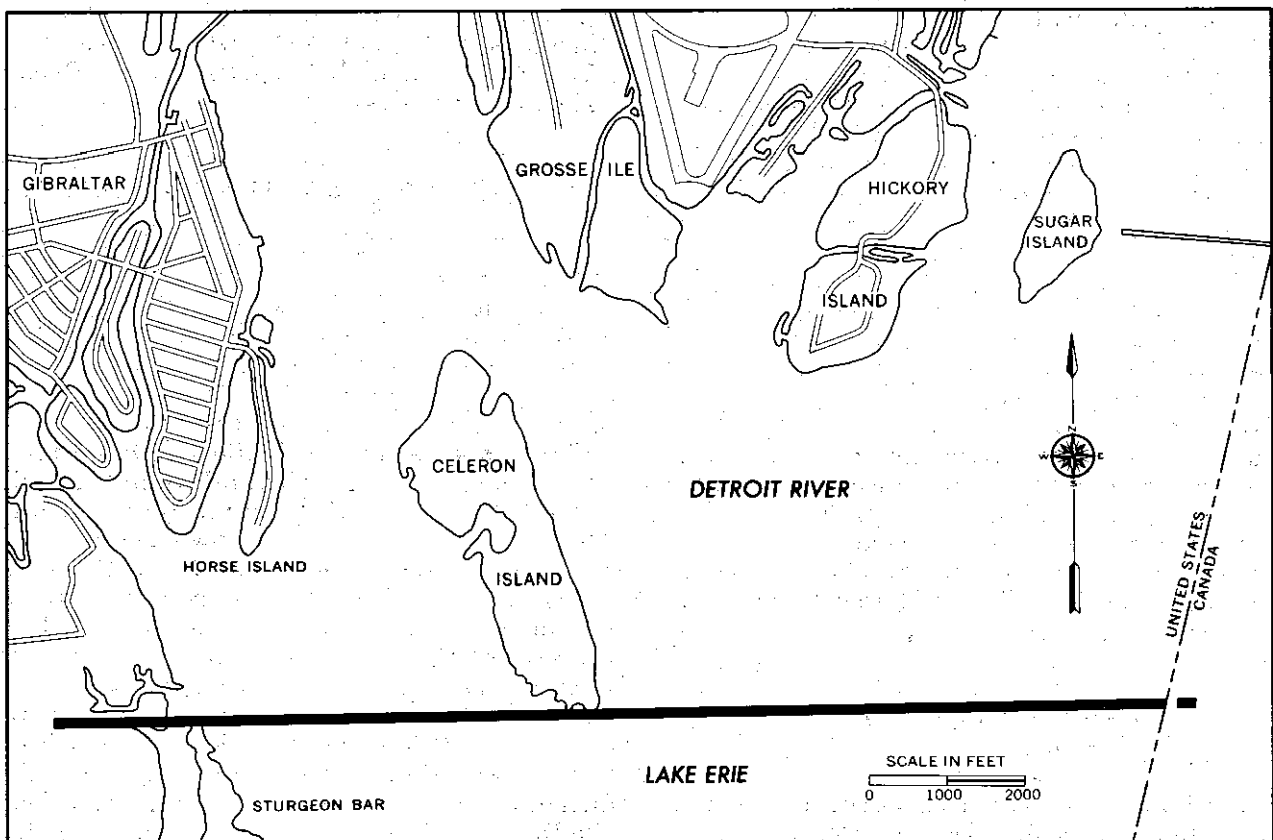 GIBRALTAR
GROSSE ILE
HICKORY
ISLAND
SUGAR
ISLAND
CELERON
ISLAND
DETROIT RIVER
N
W E
S
HORSE ISLAND
UNITED STATES
CANADA
LAKE ERIE
SCALE IN FEET
0 1000 2000
STURGEON BAR